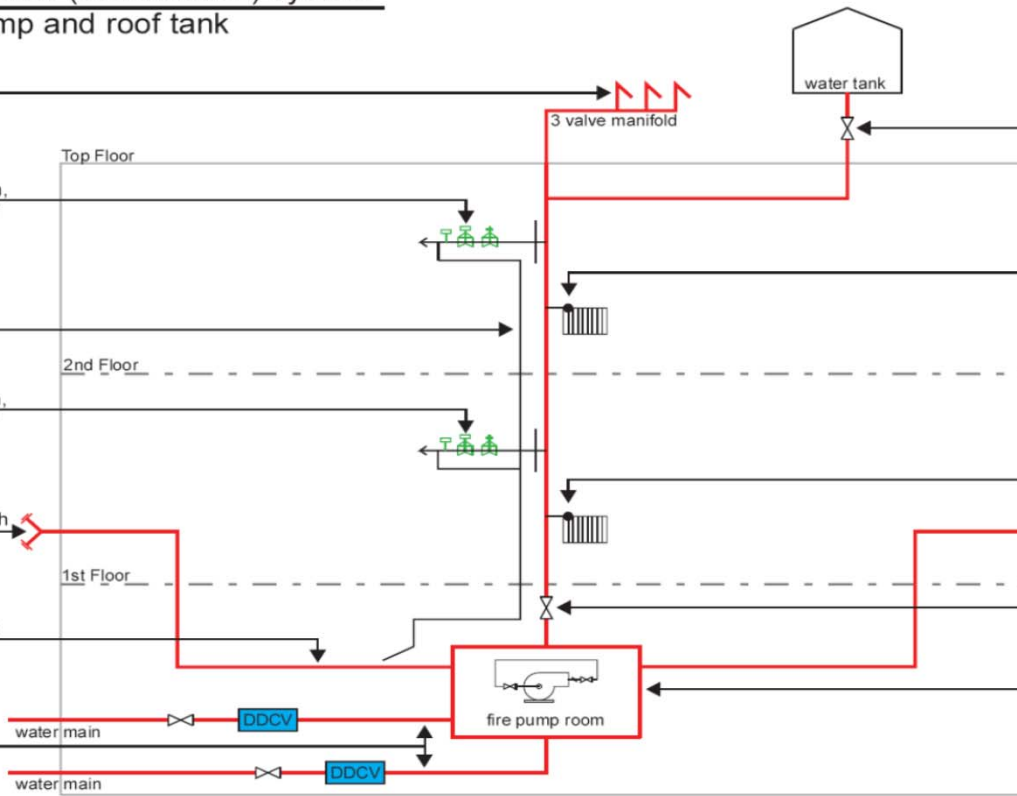 mp and roof tank
water tank
3 valve manifold
Top Floor
2nd Floor
1st Floor
fire pump room
DDCV
water main
DDCV
water main